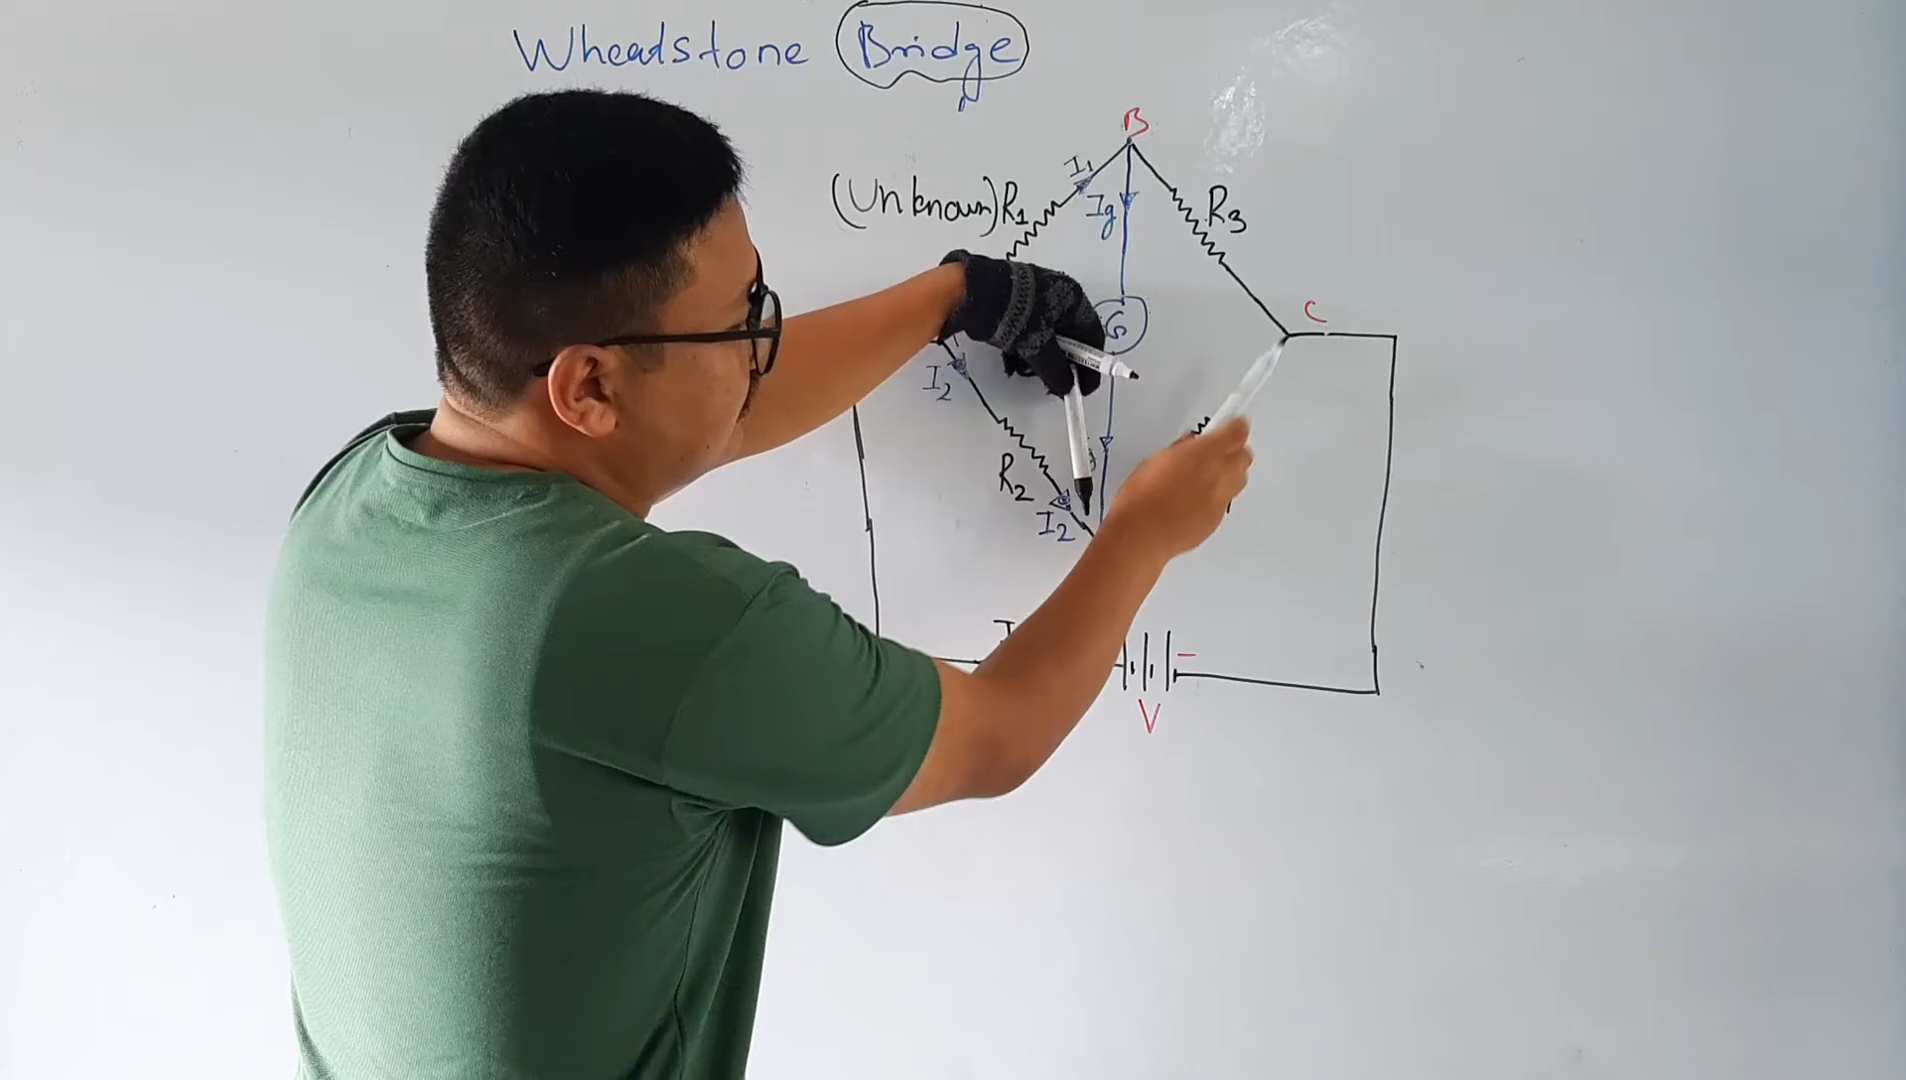 Wheatstone Bridge
B
I1
(Unknown) R1
Ig
R3
C
G
I2
R2
I2
I
-
V